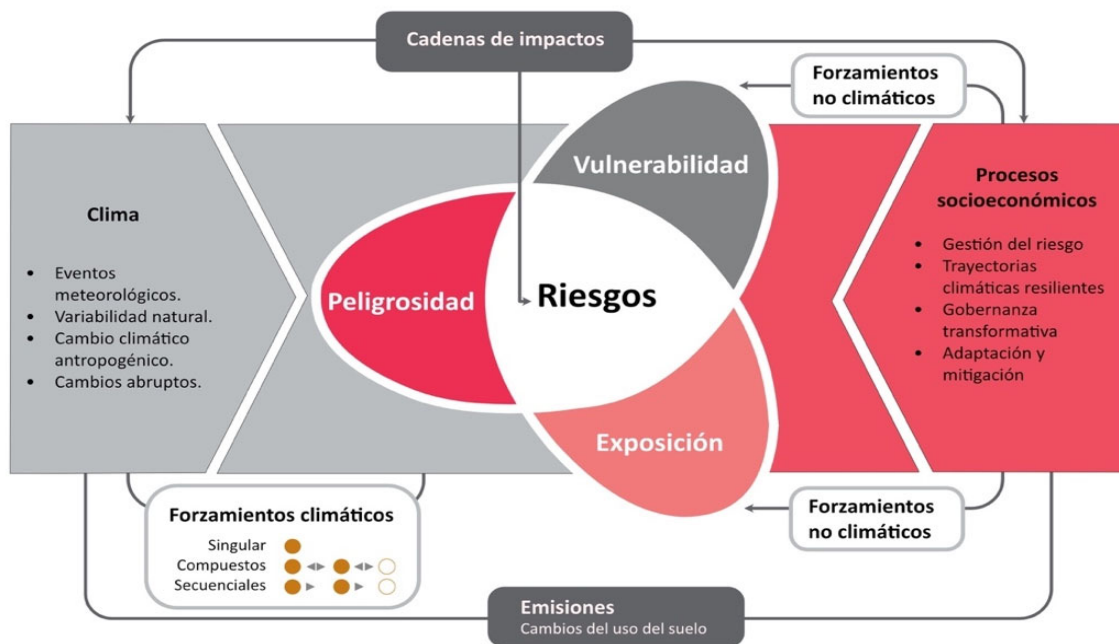 Cadenas de impactos
Forzamientos
no climáticos
Vulnerabilidad
Clima
• Eventos
meteorológicos.
• Variabilidad natural.
• Cambio climático
antropogénico.
• Cambios abruptos.
Peligrosidad
Riesgos
Procesos
socioeconómicos
• Gestión del riesgo
• Trayectorias
climáticas resilientes
• Gobernanza
transformativa
• Adaptación y
mitigación
Exposición
Forzamientos climáticos
Singular
Compuestos
Secuenciales
Forzamientos
no climáticos
Emisiones
Cambios del uso del suelo